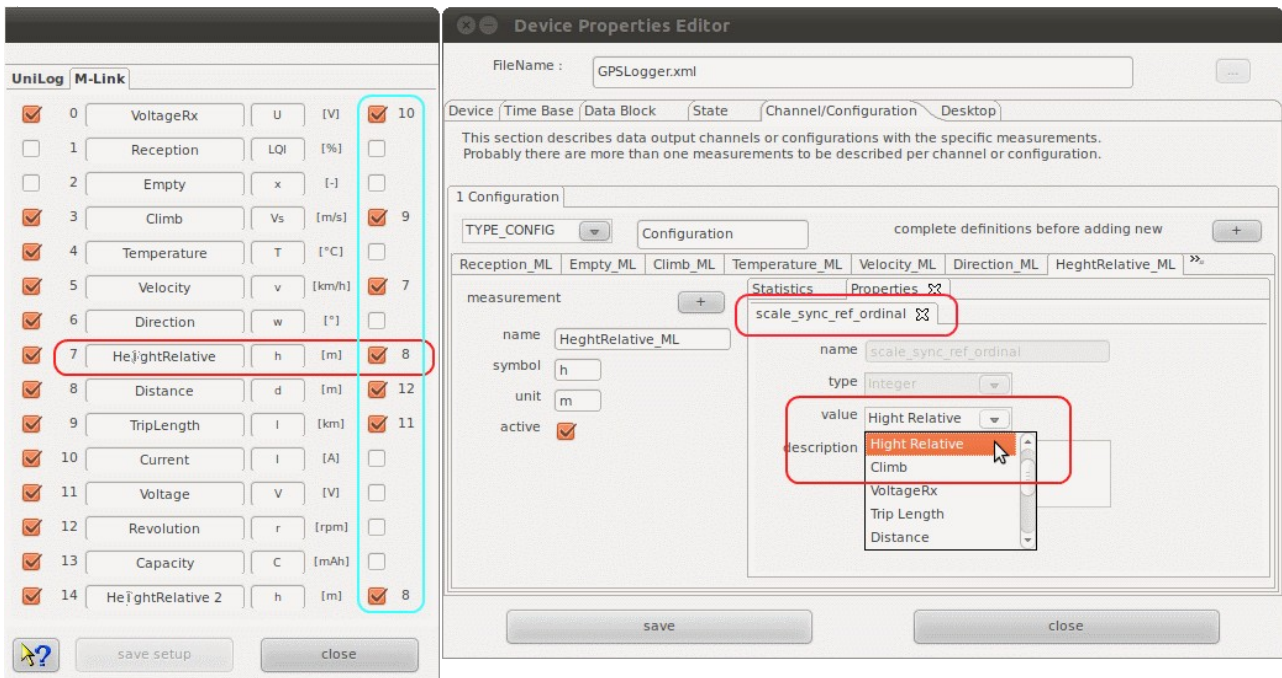 UniLog M-Link
0 VoltageRx U [V] 10
1 Reception LQI [%]
2 Empty x [-]
3 Climb Vs [m/s] 9
4 Temperature T [°C]
5 Velocity v [km/h] 7
6 Direction w [°]
7 HeightRelative h [m] 8
8 Distance d [m] 12
9 TripLength l [km] 11
10 Current I [A]
11 Voltage V [V]
12 Revolution r [rpm]
13 Capacity C [mAh]
14 HeightRelative 2 h [m] 8
save setup close
Device Properties Editor
FileName : GPSLogger.xml ...
Device Time Base Data Block State Channel/Configuration Desktop
This section describes data output channels or configurations with the specific measurements.
Probably there are more than one measurements to be described per channel or configuration.
1 Configuration
TYPE_CONFIG Configuration complete definitions before adding new +
Reception_ML Empty_ML Climb_ML Temperature_ML Velocity_ML Direction_ML HeghtRelative_ML
measurement +
name HeghtRelative_ML
symbol h
unit m
active
Statistics Properties
scale_sync_ref_ordinal
name scale_sync_ref_ordinal
type Integer
value Hight Relative
description
Hight Relative
Climb
VoltageRx
Trip Length
Distance
save close